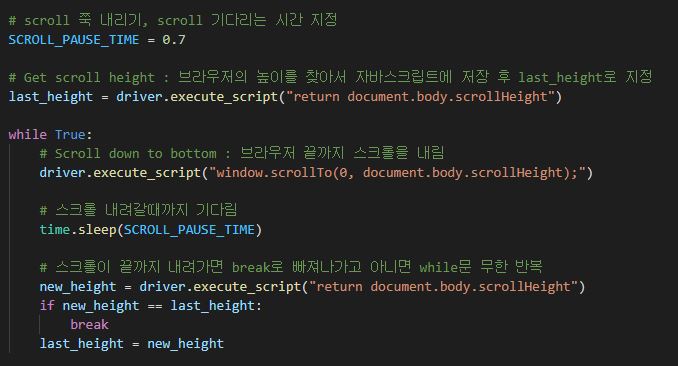 # scroll 쭉 내리기, scroll 기다리는 시간 지정
SCROLL_PAUSE_TIME = 0.7
# Get scroll height : 브라우저의 높이를 찾아서 자바스크립트에 저장 후 last_height로 지정
last_height = driver.execute_script("return document.body.scrollHeight")
while True:
    # Scroll down to bottom : 브라우저 끝까지 스크롤을 내림
    driver.execute_script("window.scrollTo(0, document.body.scrollHeight);")
    # 스크롤 내려갈때까지 기다림
    time.sleep(SCROLL_PAUSE_TIME)
    # 스크롤이 끝까지 내려가면 break로 빠져나가고 아니면 while문 무한 반복
    new_height = driver.execute_script("return document.body.scrollHeight")
    if new_height == last_height:
        break
    last_height = new_height